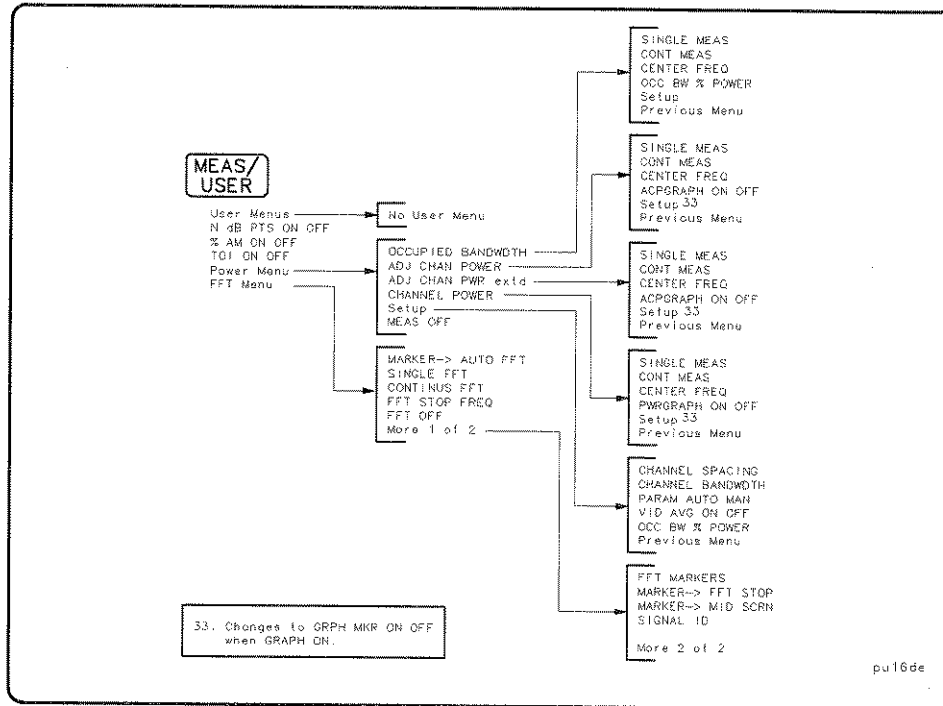 MEAS/
USER
User Menus
N dB PTS ON OFF
% AM ON OFF
TOI ON OFF
Power Menu
FFT Menu
No User Menu
OCCUPIED BANDWDTH
ADJ CHAN POWER
ADJ CHAN PWR extd
CHANNEL POWER
Setup
MEAS OFF
MARKER-> AUTO FFT
SINGLE FFT
CONTINUS FFT
FFT STOP FREQ
FFT OFF
More 1 of 2
SINGLE MEAS
CONT MEAS
CENTER FREQ
OCC BW % POWER
Setup
Previous Menu
SINGLE MEAS
CONT MEAS
CENTER FREQ
ACPGRAPH ON OFF
Setup 33
Previous Menu
SINGLE MEAS
CONT MEAS
CENTER FREQ
ACPGRAPH ON OFF
Setup 33
Previous Menu
SINGLE MEAS
CONT MEAS
CENTER FREQ
PWRGRAPH ON OFF
Setup 33
Previous Menu
CHANNEL SPACING
CHANNEL BANDWDTH
PARAM AUTO MAN
VID AVG ON OFF
OCC BW % POWER
Previous Menu
FFT MARKERS
MARKER-> FFT STOP
MARKER-> MID SCRN
SIGNAL ID
More 2 of 2
33. Changes to GRPH MKR ON OFF
when GRAPH ON.
pu16de